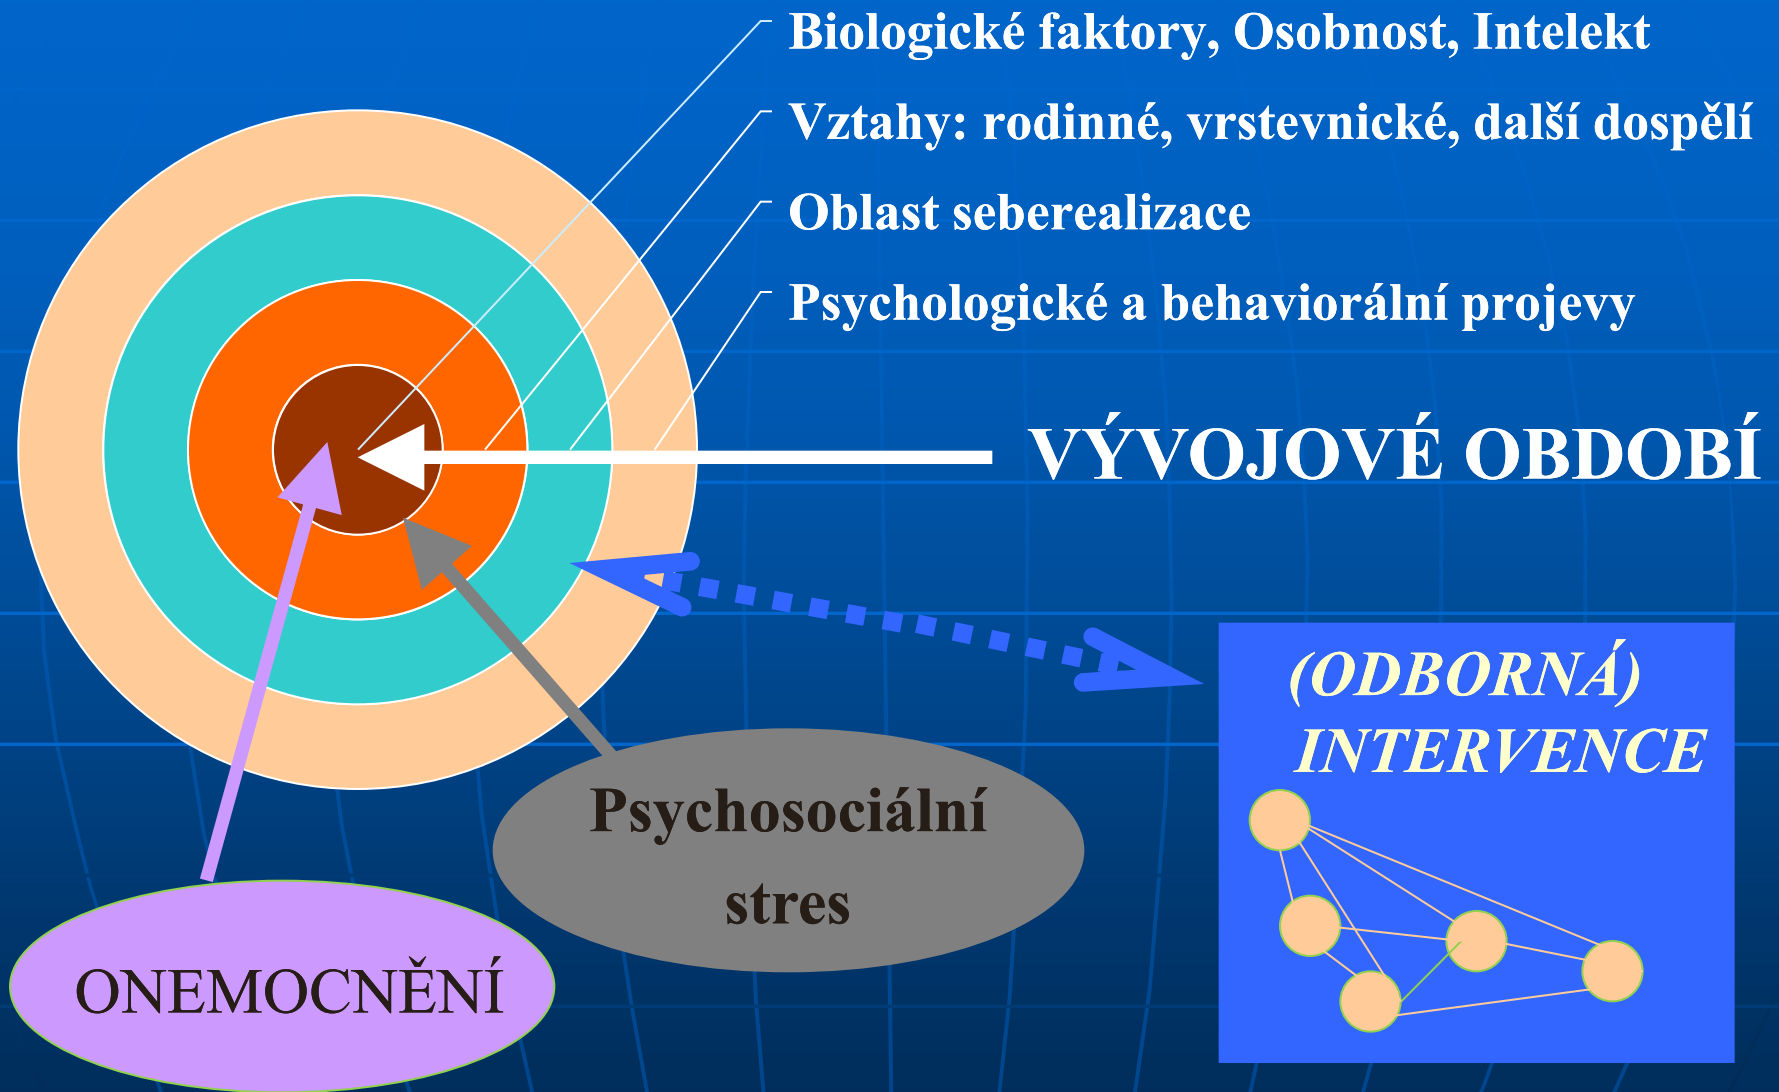 Biologické faktory, Osobnost, Intelekt
Vztahy: rodinné, vrstevnické, další dospělí
Oblast seberealizace
Psychologické a behaviorální projevy
VÝVOJOVÉ OBDOBÍ
(ODBORNÁ)
INTERVENCE
Psychosociální
stres
ONEMOCNĚNÍ